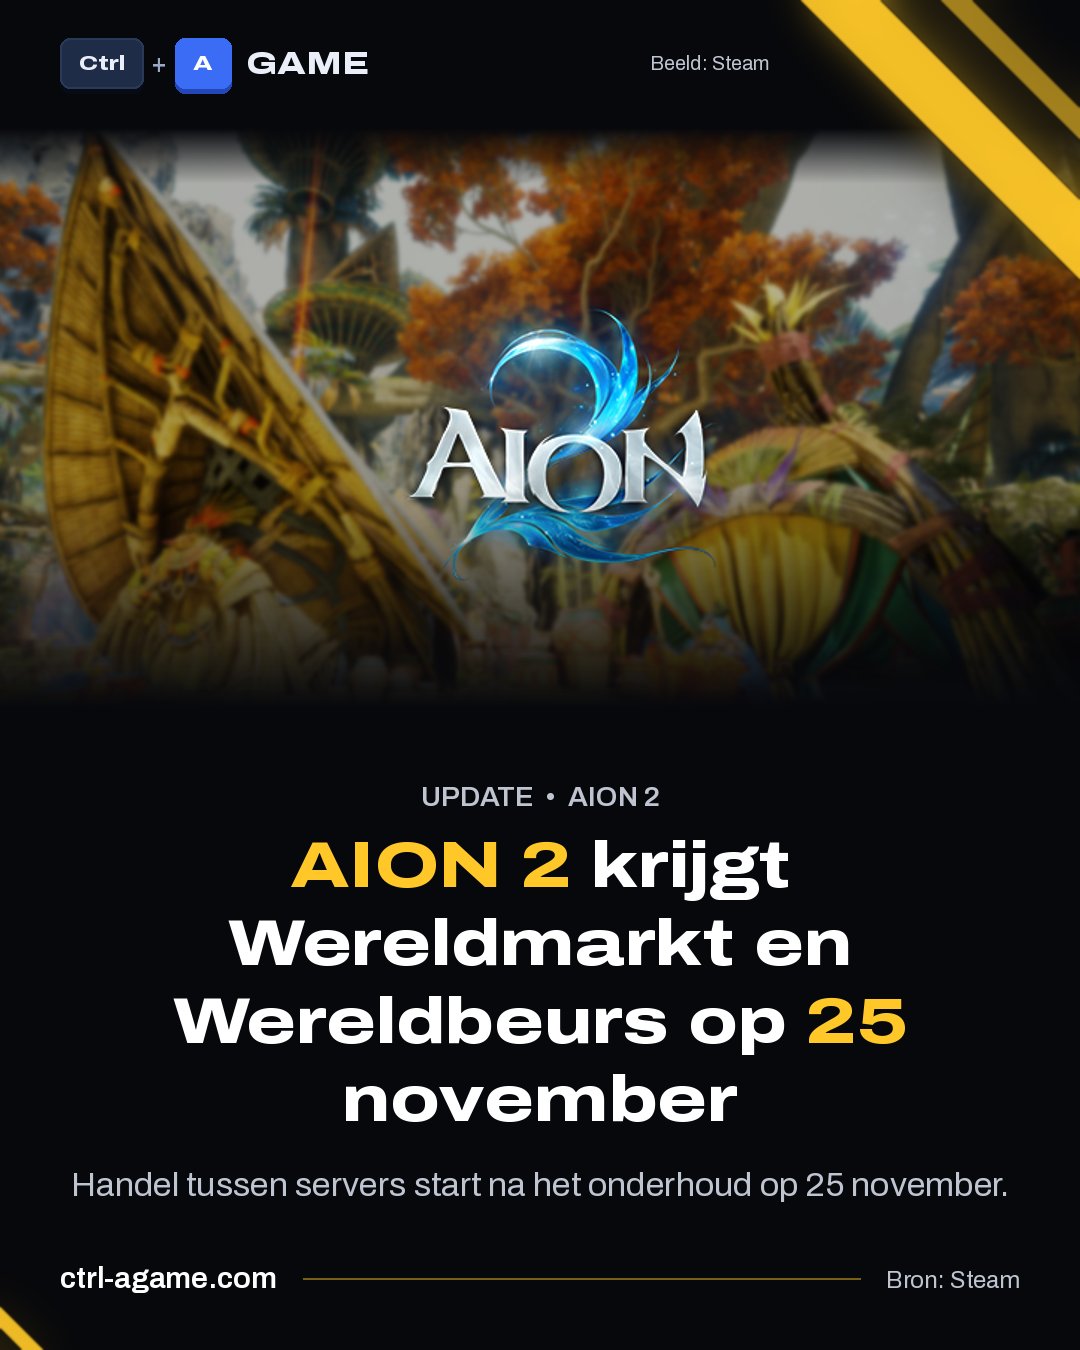 Ctrl + A GAME
Beeld: Steam
AION 2
UPDATE • AION 2
AION 2 krijgt
Wereldmarkt en
Wereldbeurs op 25
november
Handel tussen servers start na het onderhoud op 25 november.
ctrl-agame.com
Bron: Steam